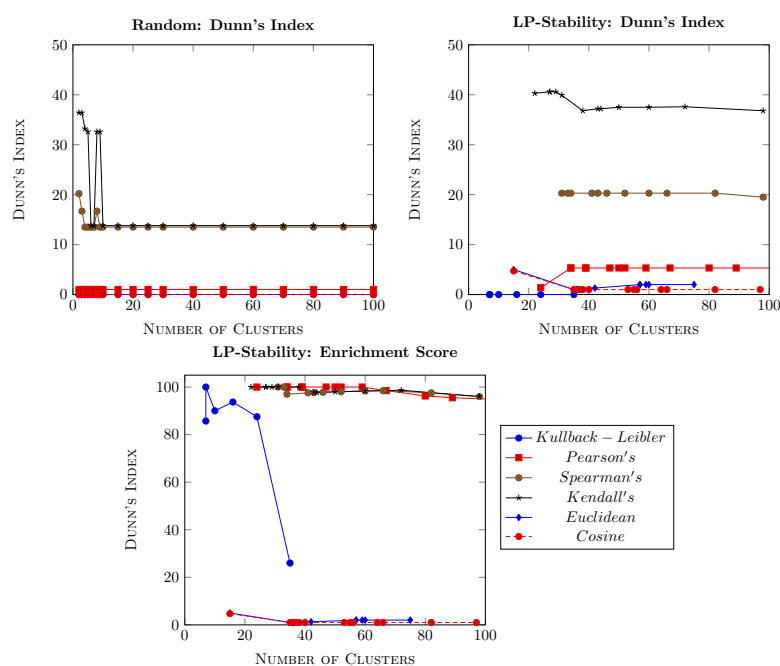 Random: Dunn's Index
50
40
30
20
10
0
0 20 40 60 80 100
Dunn's Index
Number of Clusters
LP-Stability: Dunn's Index
50
40
30
20
10
0
0 20 40 60 80 100
Dunn's Index
Number of Clusters
LP-Stability: Enrichment Score
100
80
60
40
20
0
0 20 40 60 80 100
Dunn's Index
Number of Clusters
Kullback − Leibler
Pearson's
Spearman's
Kendall's
Euclidean
Cosine